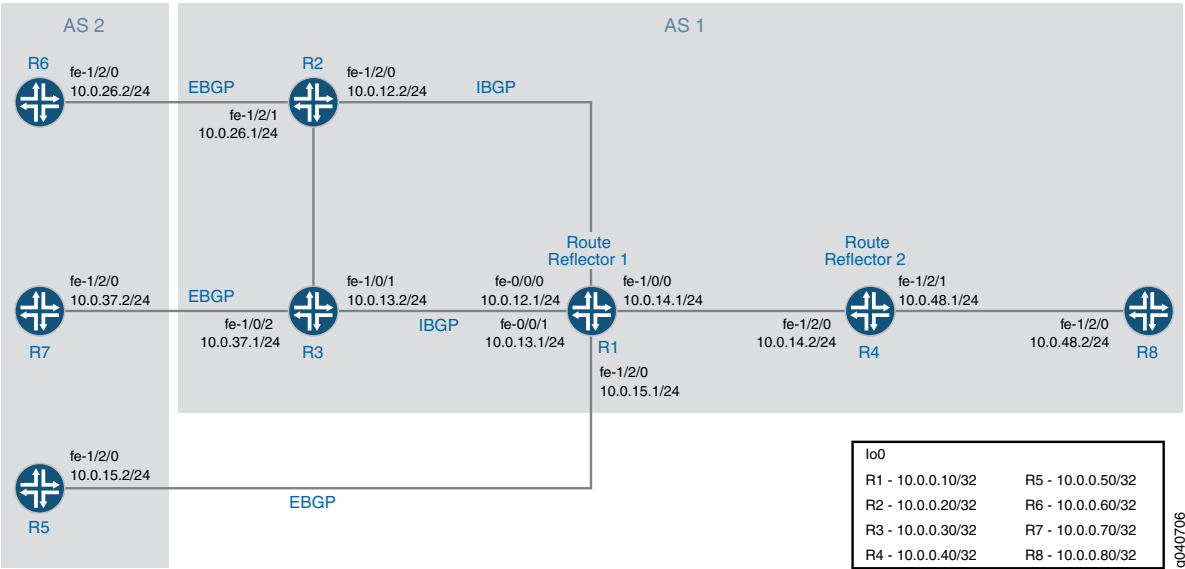 AS 2
AS 1
R6
fe-1/2/0
10.0.26.2/24
EBGP
R2
fe-1/2/0
10.0.12.2/24
IBGP
fe-1/2/1
10.0.26.1/24
Route
Reflector 1
Route
Reflector 2
fe-1/2/0
10.0.37.2/24
EBGP
R7
fe-1/0/2
10.0.37.1/24
R3
fe-1/0/1
10.0.13.2/24
IBGP
fe-0/0/0
10.0.12.1/24
fe-0/0/1
10.0.13.1/24
R1
fe-1/0/0
10.0.14.1/24
fe-1/2/0
10.0.15.1/24
fe-1/2/0
10.0.14.2/24
R4
fe-1/2/1
10.0.48.1/24
fe-1/2/0
10.0.48.2/24
R8
fe-1/2/0
10.0.15.2/24
R5
EBGP
lo0
R1 - 10.0.0.10/32 R5 - 10.0.0.50/32
R2 - 10.0.0.20/32 R6 - 10.0.0.60/32
R3 - 10.0.0.30/32 R7 - 10.0.0.70/32
R4 - 10.0.0.40/32 R8 - 10.0.0.80/32
g040706